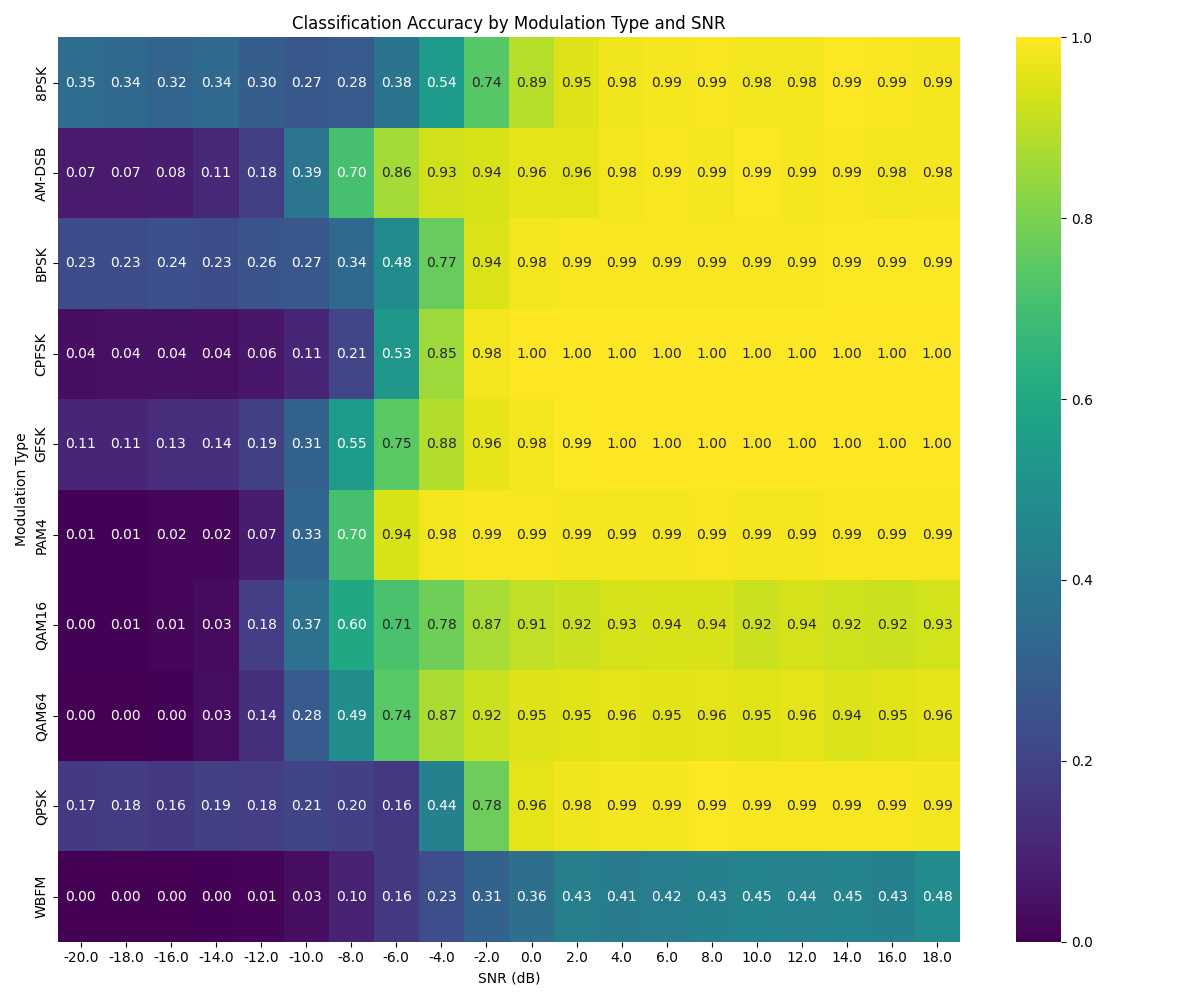 Classification Accuracy by Modulation Type and SNR
Modulation Type
8PSK 0.35 0.34 0.32 0.34 0.30 0.27 0.28 0.38 0.54 0.74 0.89 0.95 0.98 0.99 0.99 0.98 0.98 0.99 0.99 0.99
AM-DSB 0.07 0.07 0.08 0.11 0.18 0.39 0.70 0.86 0.93 0.94 0.96 0.96 0.98 0.99 0.99 0.99 0.99 0.99 0.98 0.98
BPSK 0.23 0.23 0.24 0.23 0.26 0.27 0.34 0.48 0.77 0.94 0.98 0.99 0.99 0.99 0.99 0.99 0.99 0.99 0.99 0.99
CPFSK 0.04 0.04 0.04 0.04 0.06 0.11 0.21 0.53 0.85 0.98 1.00 1.00 1.00 1.00 1.00 1.00 1.00 1.00 1.00 1.00
GFSK 0.11 0.11 0.13 0.14 0.19 0.31 0.55 0.75 0.88 0.96 0.98 0.99 1.00 1.00 1.00 1.00 1.00 1.00 1.00 1.00
PAM4 0.01 0.01 0.02 0.02 0.07 0.33 0.70 0.94 0.98 0.99 0.99 0.99 0.99 0.99 0.99 0.99 0.99 0.99 0.99 0.99
QAM16 0.00 0.01 0.01 0.03 0.18 0.37 0.60 0.71 0.78 0.87 0.91 0.92 0.93 0.94 0.94 0.92 0.94 0.92 0.92 0.93
QAM64 0.00 0.00 0.00 0.03 0.14 0.28 0.49 0.74 0.87 0.92 0.95 0.95 0.96 0.95 0.96 0.95 0.96 0.94 0.95 0.96
QPSK 0.17 0.18 0.16 0.19 0.18 0.21 0.20 0.16 0.44 0.78 0.96 0.98 0.99 0.99 0.99 0.99 0.99 0.99 0.99 0.99
WBFM 0.00 0.00 0.00 0.00 0.01 0.03 0.10 0.16 0.23 0.31 0.36 0.43 0.41 0.42 0.43 0.45 0.44 0.45 0.43 0.48
-20.0 -18.0 -16.0 -14.0 -12.0 -10.0 -8.0 -6.0 -4.0 -2.0 0.0 2.0 4.0 6.0 8.0 10.0 12.0 14.0 16.0 18.0
SNR (dB)
1.0
0.8
0.6
0.4
0.2
0.0